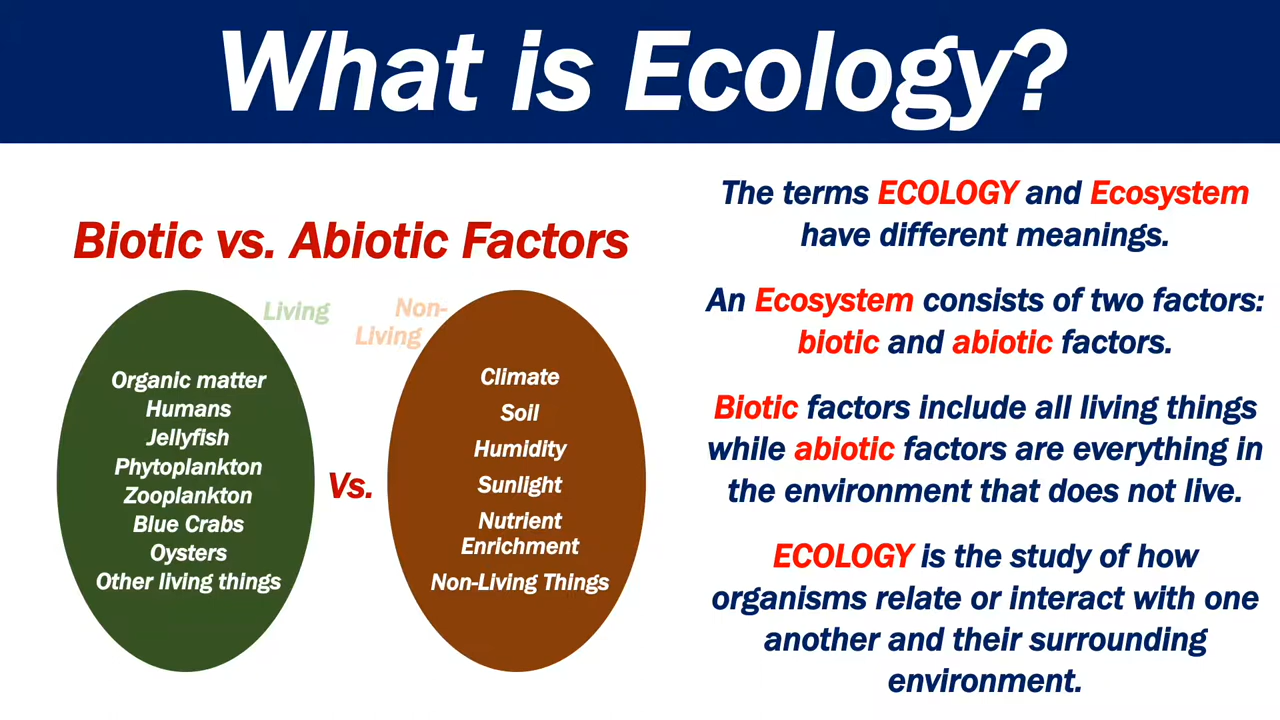 What is Ecology?
Biotic vs. Abiotic Factors
Living
Non-
Living
Organic matter
Humans
Jellyfish
Phytoplankton
Zooplankton
Blue Crabs
Oysters
Other living things
Vs.
Climate
Soil
Humidity
Sunlight
Nutrient
Enrichment
Non-Living Things
The terms ECOLOGY and Ecosystem
have different meanings.
An Ecosystem consists of two factors:
biotic and abiotic factors.
Biotic factors include all living things
while abiotic factors are everything in
the environment that does not live.
ECOLOGY is the study of how
organisms relate or interact with one
another and their surrounding
environment.